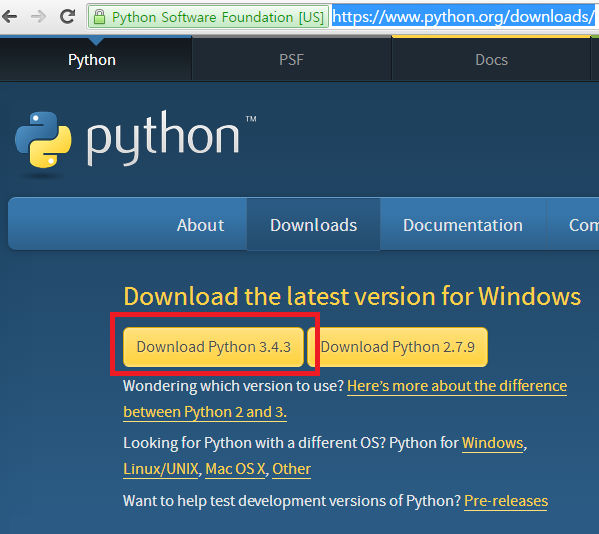 Python Software Foundation [US] https://www.python.org/downloads/
Python PSF Docs
python™
About Downloads Documentation Com
Download the latest version for Windows
Download Python 3.4.3 Download Python 2.7.9
Wondering which version to use? Here's more about the difference
between Python 2 and 3.
Looking for Python with a different OS? Python for Windows,
Linux/UNIX, Mac OS X, Other
Want to help test development versions of Python? Pre-releases